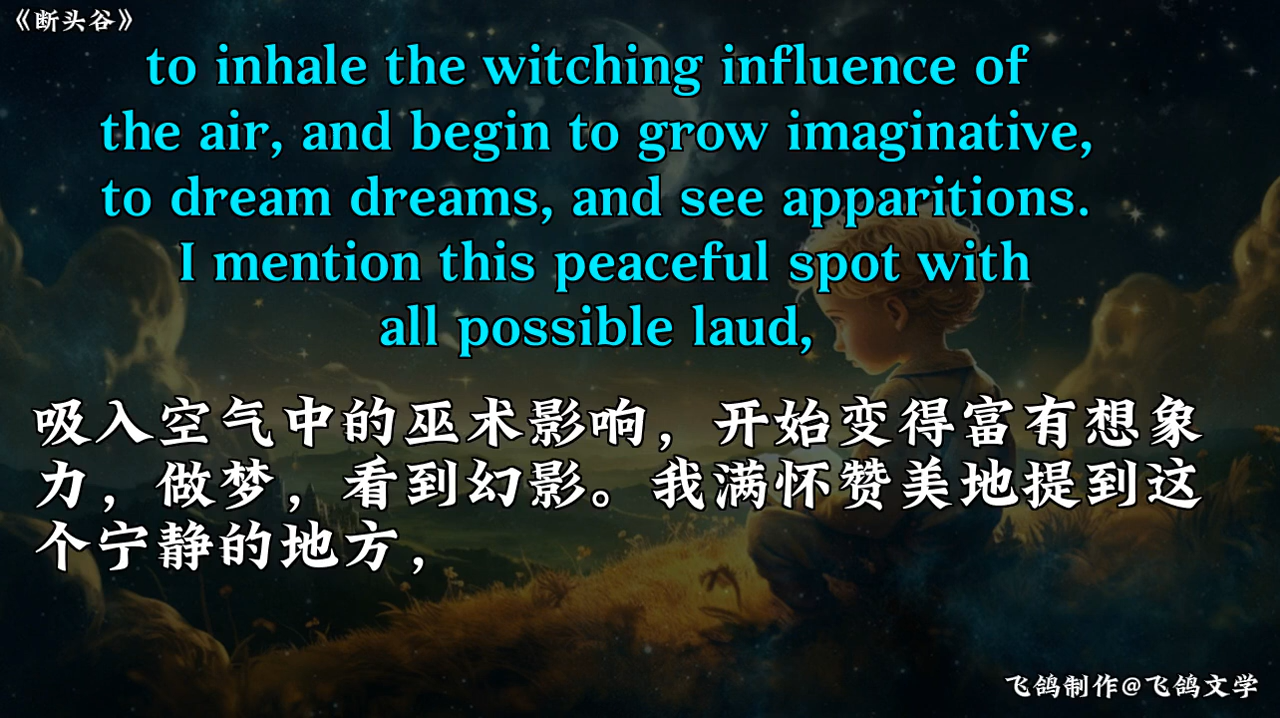 《断头谷》
to inhale the witching influence of
the air, and begin to grow imaginative,
to dream dreams, and see apparitions.
I mention this peaceful spot with
all possible laud,
吸入空气中的巫术影响，开始变得富有想象
力，做梦，看到幻影。我满怀赞美地提到这
个宁静的地方，
飞鸽制作@飞鸽文学